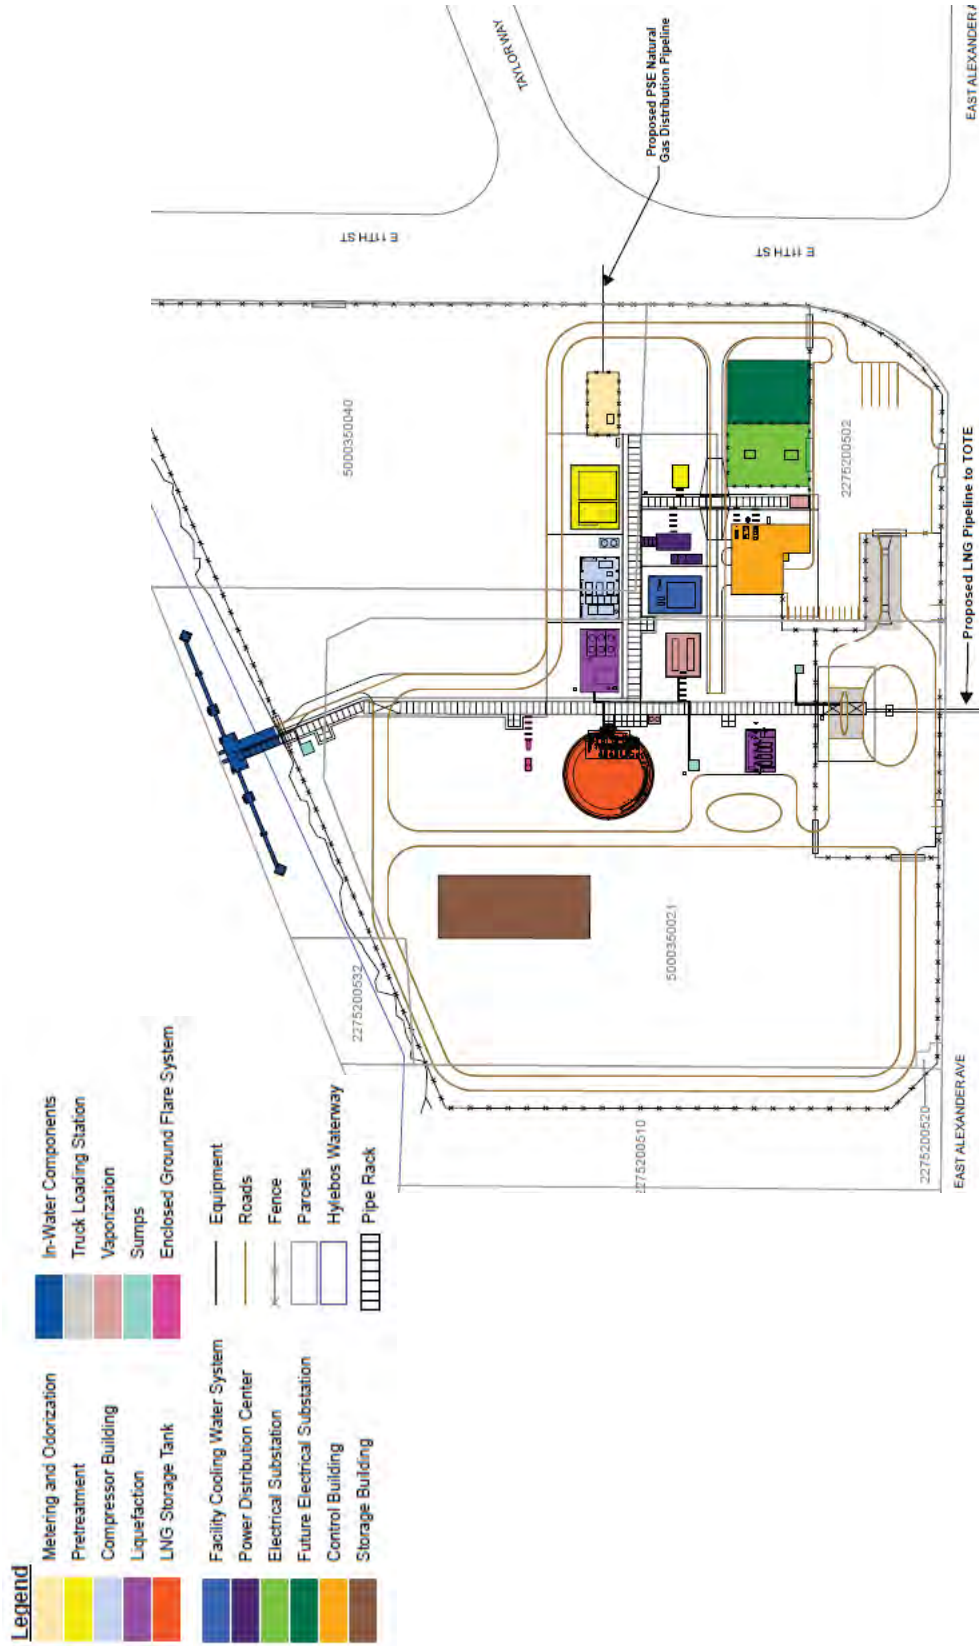 Legend
Metering and Odorization
Pretreatment
Compressor Building
Liquefaction
LNG Storage Tank
In-Water Components
Truck Loading Station
Vaporization
Sumps
Enclosed Ground Flare System
Facility Cooling Water System
Power Distribution Center
Electrical Substation
Future Electrical Substation
Control Building
Storage Building
Equipment
Roads
Fence
Parcels
Hylebos Waterway
Pipe Rack
TAYLOR WAY
Proposed PSE Natural
Gas Distribution Pipeline
E 11TH ST
E 11TH ST
EAST ALEXANDER A
5000350040
2275200502
Proposed LNG Pipeline to TOTE
5000350021
2275200532
2275200510
2275200520
EAST ALEXANDER AVE